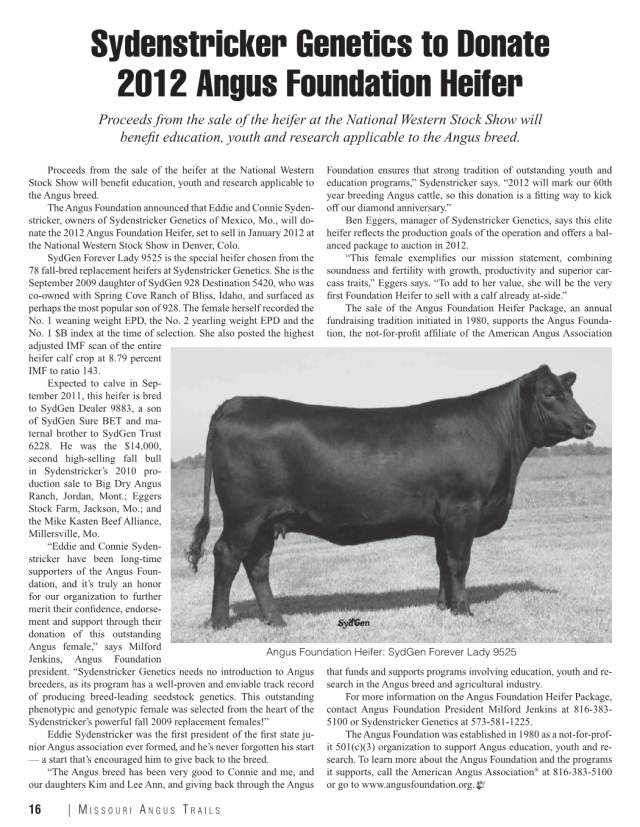 Sydenstricker Genetics to Donate
2012 Angus Foundation Heifer
Proceeds from the sale of the heifer at the National Western Stock Show will
benefit education, youth and research applicable to the Angus breed.
Proceeds from the sale of the heifer at the National Western
Stock Show will benefit education, youth and research applicable to
the Angus breed.
The Angus Foundation announced that Eddie and Connie Syden-
stricker, owners of Sydenstricker Genetics of Mexico, Mo., will do-
nate the 2012 Angus Foundation Heifer, set to sell in January 2012 at
the National Western Stock Show in Denver, Colo.
SydGen Forever Lady 9525 is the special heifer chosen from the
78 fall-bred replacement heifers at Sydenstricker Genetics. She is the
September 2009 daughter of SydGen 928 Destination 5420, who was
co-owned with Spring Cove Ranch of Bliss, Idaho, and surfaced as
perhaps the most popular son of 928. The female herself recorded the
No. 1 weaning weight EPD, the No. 2 yearling weight EPD and the
No. 1 $B index at the time of selection. She also posted the highest
adjusted IMF scan of the entire
heifer calf crop at 8.79 percent
IMF to ratio 143.
Expected to calve in Sep-
tember 2011, this heifer is bred
to SydGen Dealer 9883, a son
of SydGen Sure BET and ma-
ternal brother to SydGen Trust
6228. He was the $14,000,
second high-selling fall bull
in Sydenstricker's 2010 pro-
duction sale to Big Dry Angus
Ranch, Jordan, Mont.; Eggers
Stock Farm, Jackson, Mo.; and
the Mike Kasten Beef Alliance,
Millersville, Mo.
"Eddie and Connie Syden-
stricker have been long-time
supporters of the Angus Foun-
dation, and it's truly an honor
for our organization to further
merit their confidence, endorse-
ment and support through their
donation of this outstanding
Angus female," says Milford
Jenkins, Angus Foundation
president. "Sydenstricker Genetics needs no introduction to Angus
breeders, as its program has a well-proven and enviable track record
of producing breed-leading seedstock genetics. This outstanding
phenotypic and genotypic female was selected from the heart of the
Sydenstricker's powerful fall 2009 replacement females!"
Eddie Sydenstricker was the first president of the first state ju-
nior Angus association ever formed, and he's never forgotten his start
— a start that's encouraged him to give back to the breed.
"The Angus breed has been very good to Connie and me, and
our daughters Kim and Lee Ann, and giving back through the Angus
Foundation ensures that strong tradition of outstanding youth and
education programs," Sydenstricker says. "2012 will mark our 60th
year breeding Angus cattle, so this donation is a fitting way to kick
off our diamond anniversary."
Ben Eggers, manager of Sydenstricker Genetics, says this elite
heifer reflects the production goals of the operation and offers a bal-
anced package to auction in 2012.
"This female exemplifies our mission statement, combining
soundness and fertility with growth, productivity and superior car-
cass traits," Eggers says. "To add to her value, she will be the very
first Foundation Heifer to sell with a calf already at-side."
The sale of the Angus Foundation Heifer Package, an annual
fundraising tradition initiated in 1980, supports the Angus Founda-
tion, the not-for-profit affiliate of the American Angus Association
SydGen
Angus Foundation Heifer: SydGen Forever Lady 9525
that funds and supports programs involving education, youth and re-
search in the Angus breed and agricultural industry.
For more information on the Angus Foundation Heifer Package,
contact Angus Foundation President Milford Jenkins at 816-383-
5100 or Sydenstricker Genetics at 573-581-1225.
The Angus Foundation was established in 1980 as a not-for-prof-
it 501(c)(3) organization to support Angus education, youth and re-
search. To learn more about the Angus Foundation and the programs
it supports, call the American Angus Association® at 816-383-5100
or go to www.angusfoundation.org.
16 | Missouri Angus Trails